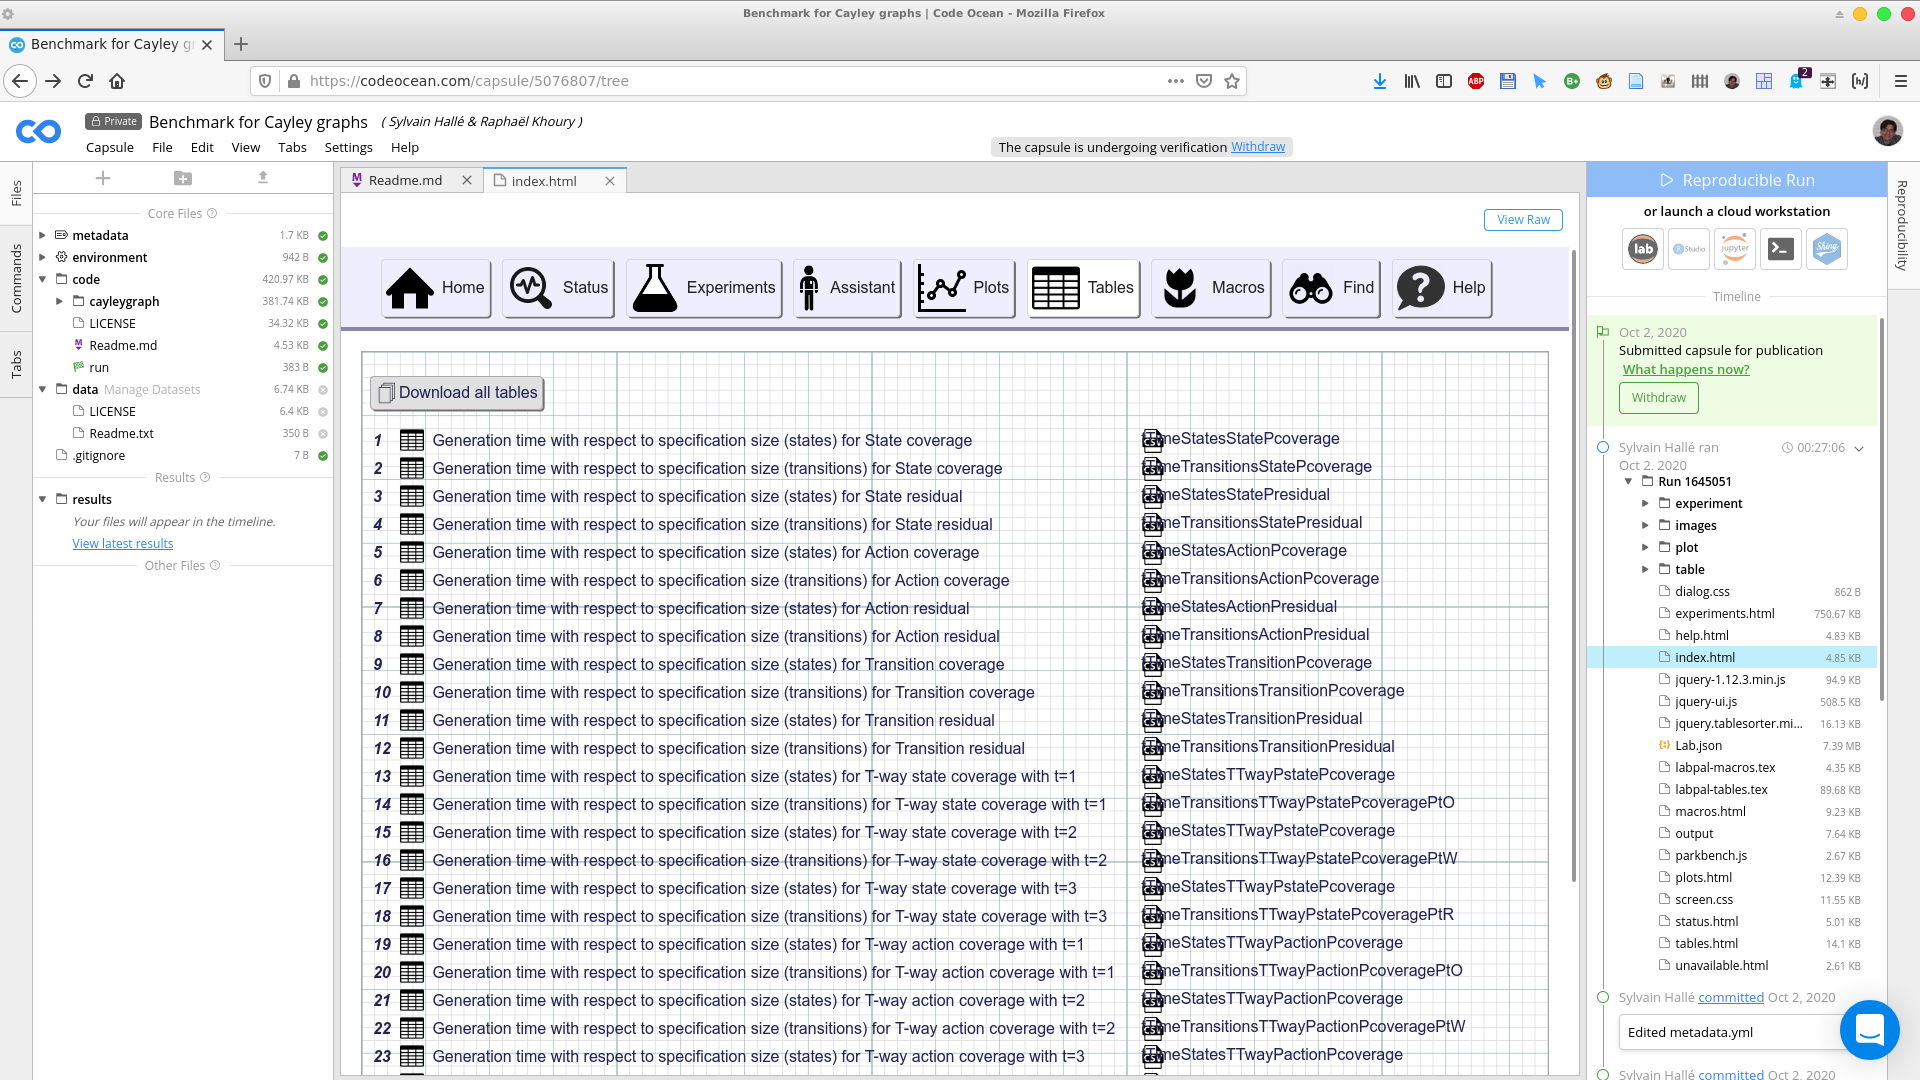 Benchmark for Cayley graphs | Code Ocean - Mozilla Firefox
Benchmark for Cayley gr
https://codeocean.com/capsule/5076807/tree
ABP
B+
2
Private
Benchmark for Cayley graphs
( Sylvain Hallé & Raphaël Khoury )
Capsule File Edit View Tabs Settings Help
The capsule is undergoing verification Withdraw
Files
Commands
Tabs
Core Files
metadata 1.7 KB
environment 942 B
code 420.97 KB
cayleygraph 381.74 KB
LICENSE 34.32 KB
Readme.md 4.53 KB
run 383 B
data Manage Datasets 6.74 KB
LICENSE 6.4 KB
Readme.txt 350 B
.gitignore 7 B
Results
results
Your files will appear in the timeline.
View latest results
Other Files
Readme.md
index.html
View Raw
Home Status Experiments Assistant Plots Tables Macros Find Help
Download all tables
1 Generation time with respect to specification size (states) for State coverage tTimeStatesStatePcoverage
2 Generation time with respect to specification size (transitions) for State coverage tTimeTransitionsStatePcoverage
3 Generation time with respect to specification size (states) for State residual tTimeStatesStatePresidual
4 Generation time with respect to specification size (transitions) for State residual tTimeTransitionsStatePresidual
5 Generation time with respect to specification size (states) for Action coverage tTimeStatesActionPcoverage
6 Generation time with respect to specification size (transitions) for Action coverage tTimeTransitionsActionPcoverage
7 Generation time with respect to specification size (states) for Action residual tTimeStatesActionPresidual
8 Generation time with respect to specification size (transitions) for Action residual tTimeTransitionsActionPresidual
9 Generation time with respect to specification size (states) for Transition coverage tTimeStatesTransitionPcoverage
10 Generation time with respect to specification size (transitions) for Transition coverage tTimeTransitionsTransitionPcoverage
11 Generation time with respect to specification size (states) for Transition residual tTimeStatesTransitionPresidual
12 Generation time with respect to specification size (transitions) for Transition residual tTimeTransitionsTransitionPresidual
13 Generation time with respect to specification size (states) for T-way state coverage with t=1 tTimeStatesTTwayPstatePcoverage
14 Generation time with respect to specification size (transitions) for T-way state coverage with t=1 tTimeTransitionsTTwayPstatePcoveragePtO
15 Generation time with respect to specification size (states) for T-way state coverage with t=2 tTimeStatesTTwayPstatePcoverage
16 Generation time with respect to specification size (transitions) for T-way state coverage with t=2 tTimeTransitionsTTwayPstatePcoveragePtW
17 Generation time with respect to specification size (states) for T-way state coverage with t=3 tTimeStatesTTwayPstatePcoverage
18 Generation time with respect to specification size (transitions) for T-way state coverage with t=3 tTimeTransitionsTTwayPstatePcoveragePtR
19 Generation time with respect to specification size (states) for T-way action coverage with t=1 tTimeStatesTTwayPactionPcoverage
20 Generation time with respect to specification size (transitions) for T-way action coverage with t=1 tTimeTransitionsTTwayPactionPcoveragePtO
21 Generation time with respect to specification size (states) for T-way action coverage with t=2 tTimeStatesTTwayPactionPcoverage
22 Generation time with respect to specification size (transitions) for T-way action coverage with t=2 tTimeTransitionsTTwayPactionPcoveragePtW
23 Generation time with respect to specification size (states) for T-way action coverage with t=3 tTimeStatesTTwayPactionPcoverage
Reproducible Run
or launch a cloud workstation
lab Studio jupyter Shiny
Timeline
Oct 2, 2020
Submitted capsule for publication
What happens now?
Withdraw
Sylvain Hallé ran 00:27:06
Oct 2. 2020
Run 1645051
experiment
images
plot
table
dialog.css 862 B
experiments.html 750.67 KB
help.html 4.83 KB
index.html 4.85 KB
jquery-1.12.3.min.js 94.9 KB
jquery-ui.js 508.5 KB
jquery.tablesorter.mi... 16.13 KB
Lab.json 7.39 MB
labpal-macros.tex 4.35 KB
labpal-tables.tex 89.68 KB
macros.html 9.23 KB
output 7.64 KB
parkbench.js 2.67 KB
plots.html 12.39 KB
screen.css 11.55 KB
status.html 5.01 KB
tables.html 14.1 KB
unavailable.html 2.61 KB
Sylvain Hallé committed Oct 2, 2020
Edited metadata.yml
Sylvain Hallé committed Oct 2, 2020
Reproducibility